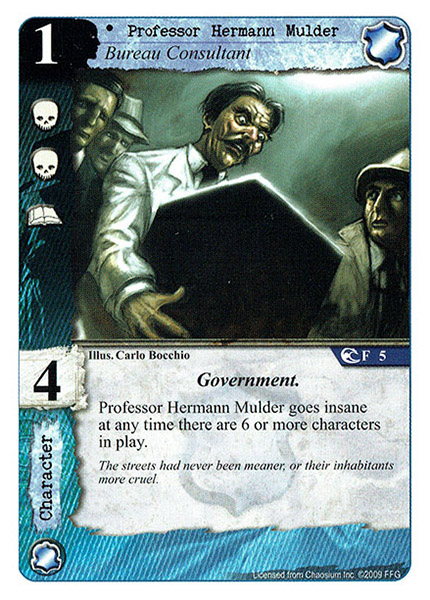 1
• Professor Hermann Mulder
Bureau Consultant
Illus. Carlo Bocchio
F 5
4
Government.
Professor Hermann Mulder goes insane
at any time there are 6 or more characters
in play.
The streets had never been meaner, or their inhabitants
more cruel.
Character
Licensed from Chaosium Inc. ©2009 FFG